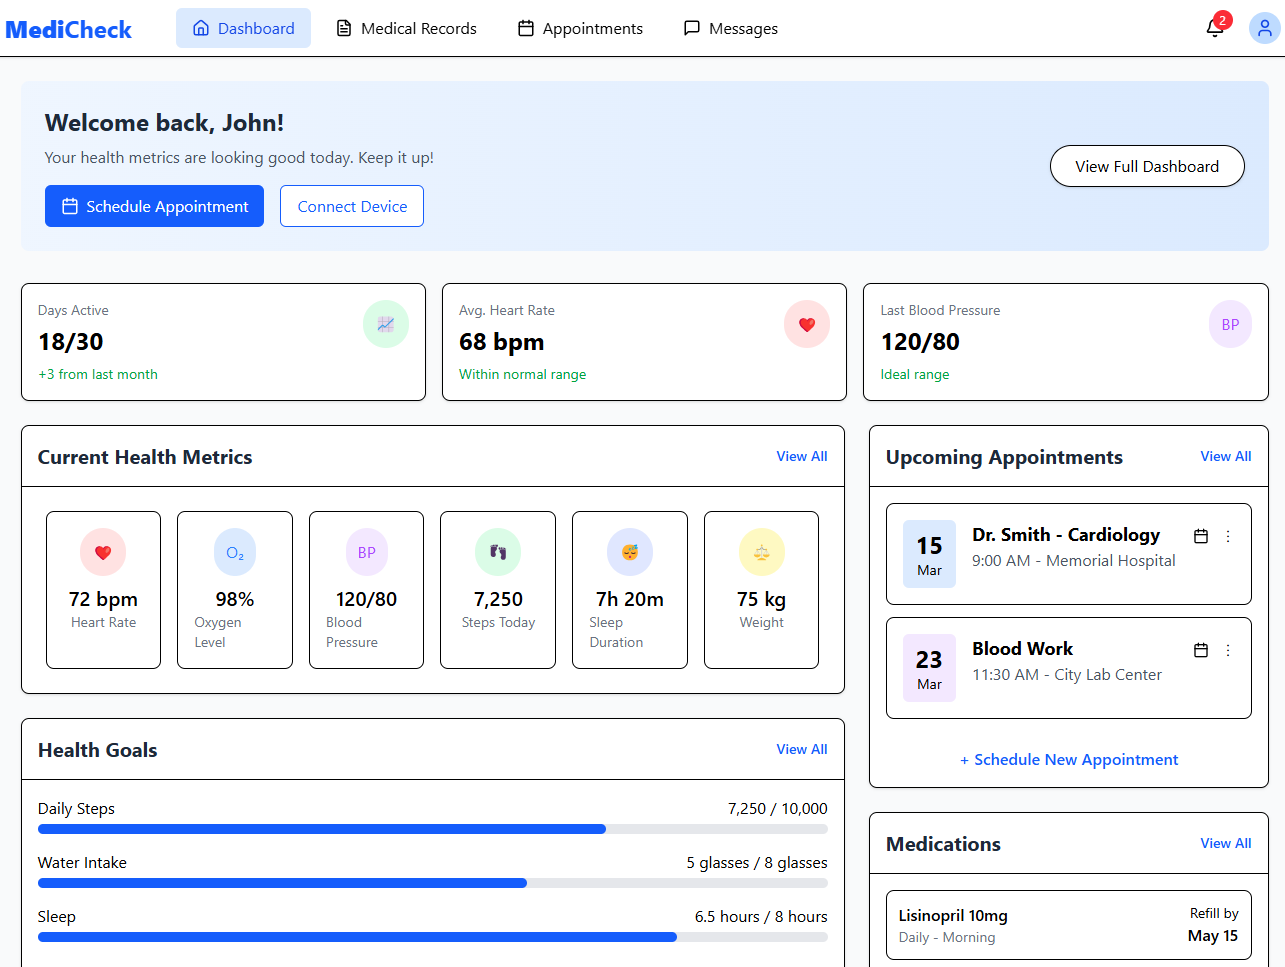 MediCheck
Dashboard
Medical Records
Appointments
Messages
2
Welcome back, John!
Your health metrics are looking good today. Keep it up!
Schedule Appointment
Connect Device
View Full Dashboard
Days Active
18/30
+3 from last month
Avg. Heart Rate
68 bpm
Within normal range
Last Blood Pressure
120/80
Ideal range
BP
Current Health Metrics
View All
72 bpm
Heart Rate
O₂
98%
Oxygen
Level
BP
120/80
Blood
Pressure
7,250
Steps Today
7h 20m
Sleep
Duration
75 kg
Weight
Health Goals
View All
Daily Steps
7,250 / 10,000
Water Intake
5 glasses / 8 glasses
Sleep
6.5 hours / 8 hours
Upcoming Appointments
View All
15
Mar
Dr. Smith - Cardiology
9:00 AM - Memorial Hospital
23
Mar
Blood Work
11:30 AM - City Lab Center
+ Schedule New Appointment
Medications
View All
Lisinopril 10mg
Daily - Morning
Refill by
May 15